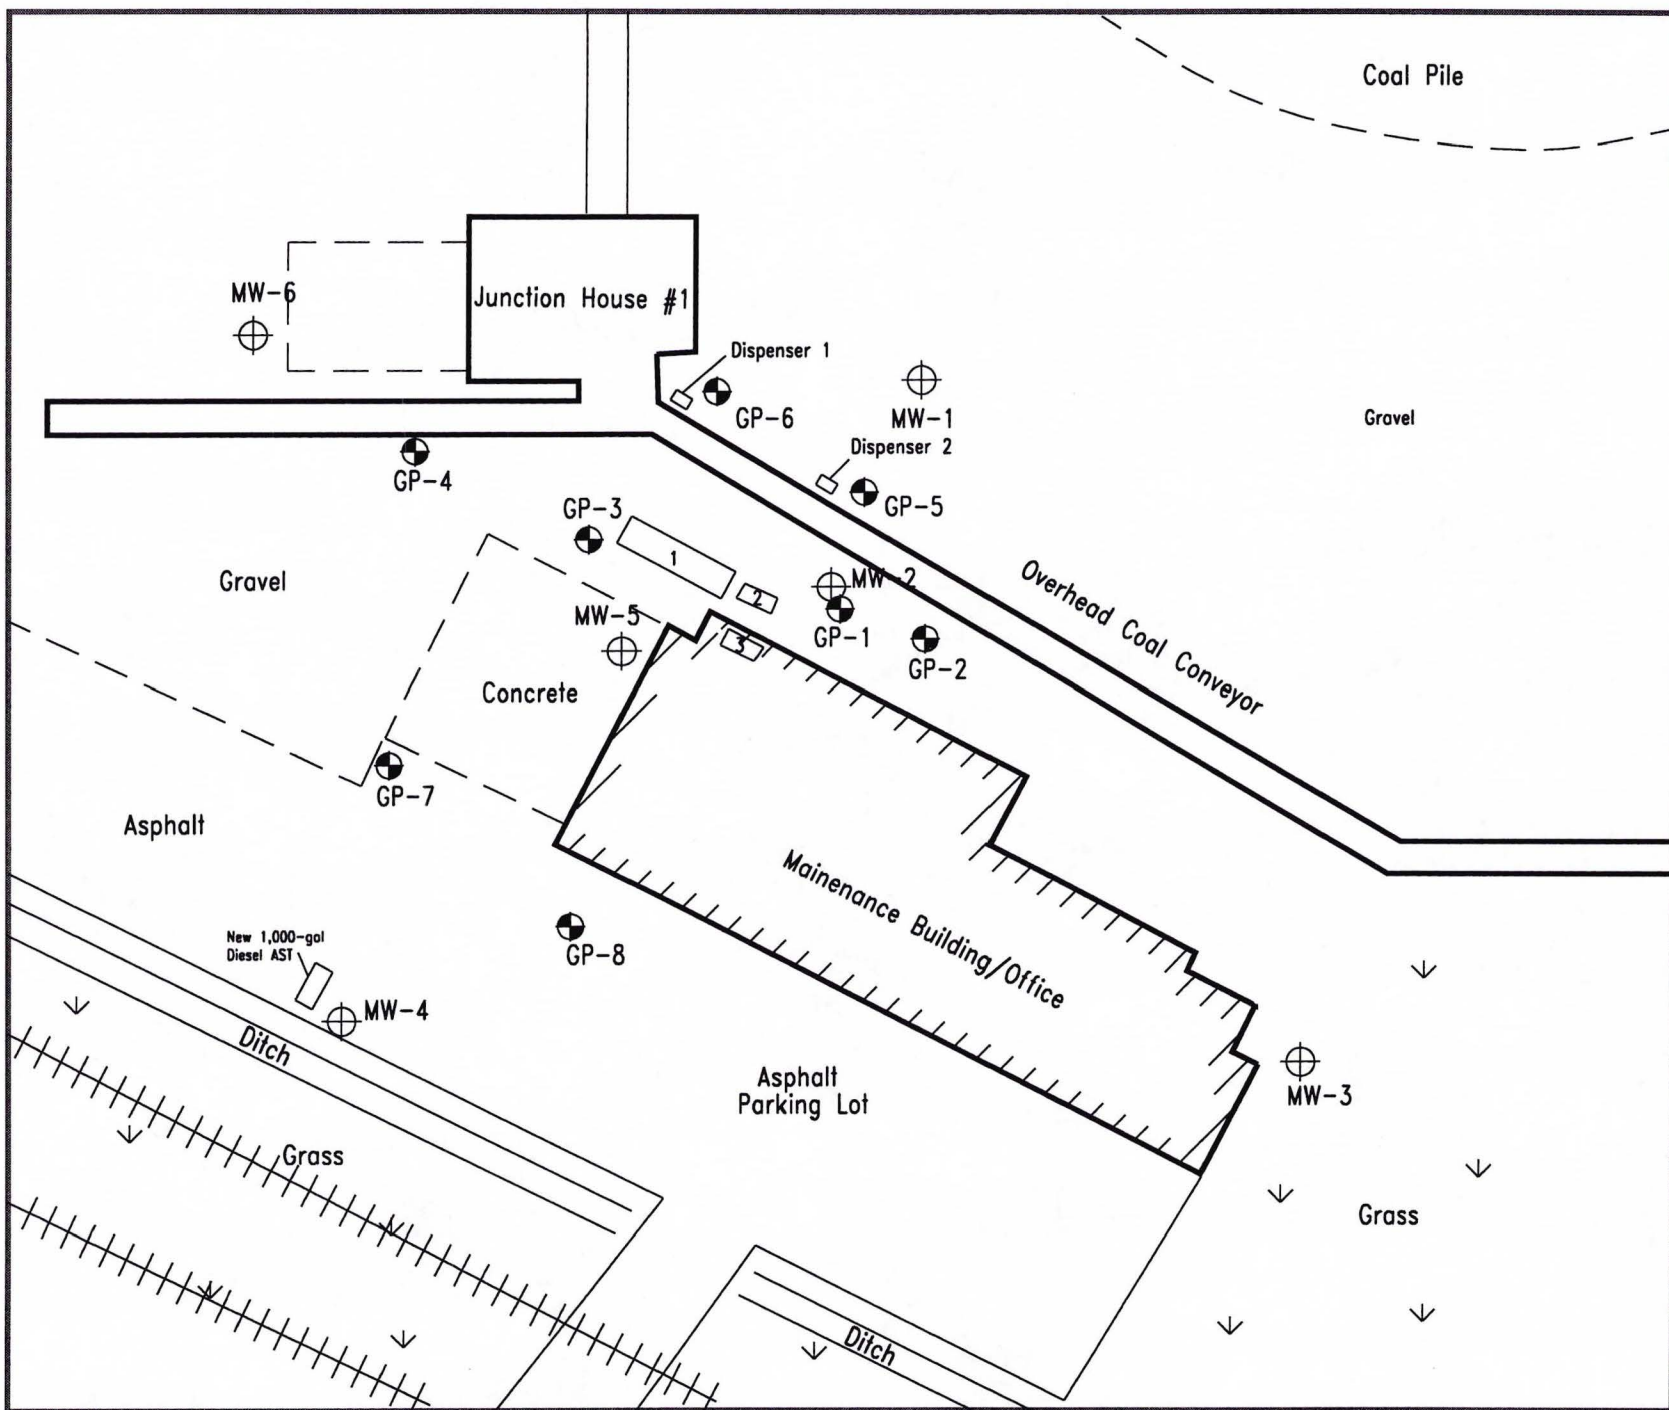 Coal Pile
MW-6
Junction House #1
Dispenser 1
GP-6
MW-1
Gravel
Dispenser 2
GP-4
GP-5
GP-3
1
Gravel
2
MW-2
Overhead Coal Conveyor
MW-5
GP-1
3
GP-2
Concrete
GP-7
Asphalt
Mainenance Building/Office
New 1,000-gal
Diesel AST
GP-8
MW-4
Ditch
Asphalt
Parking Lot
MW-3
Grass
Grass
Ditch